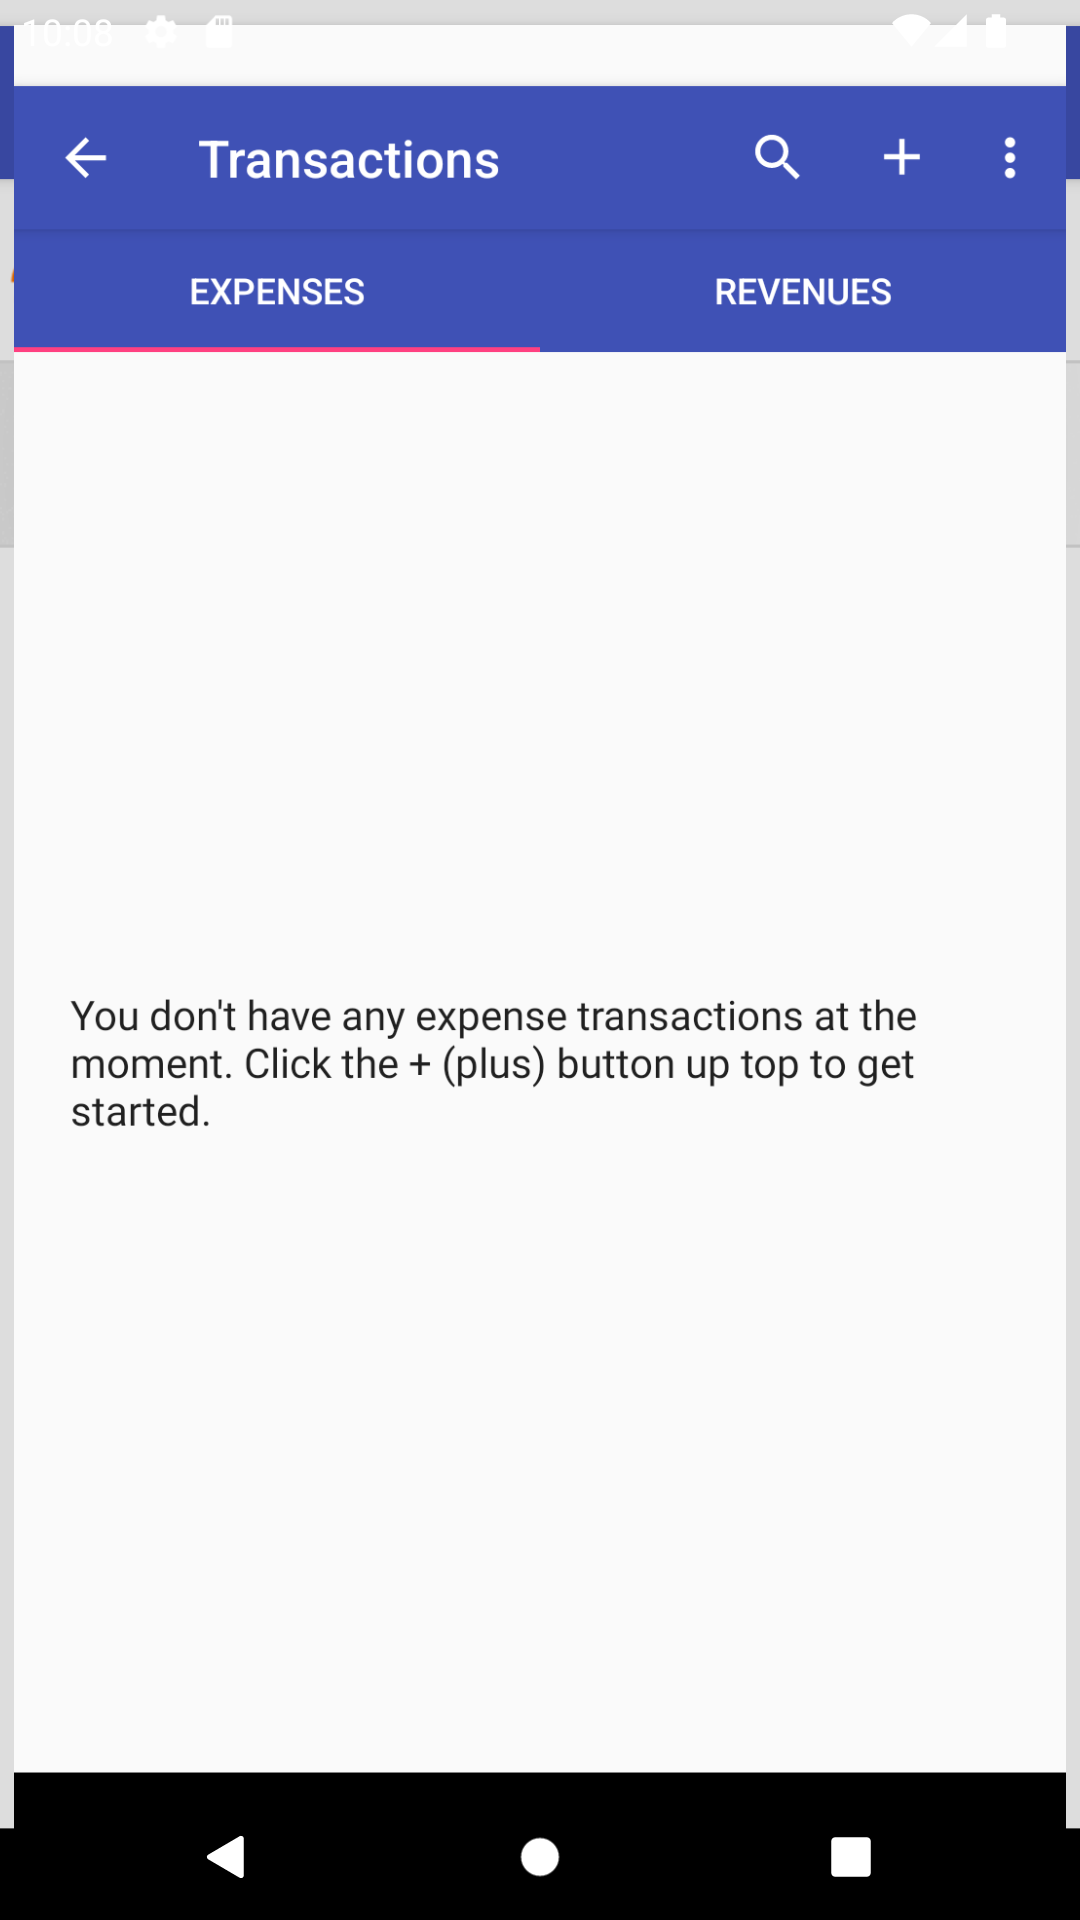 10:08
Transactions
EXPENSES
REVENUES
You don't have any expense transactions at the
moment. Click the + (plus) button up top to get
started.